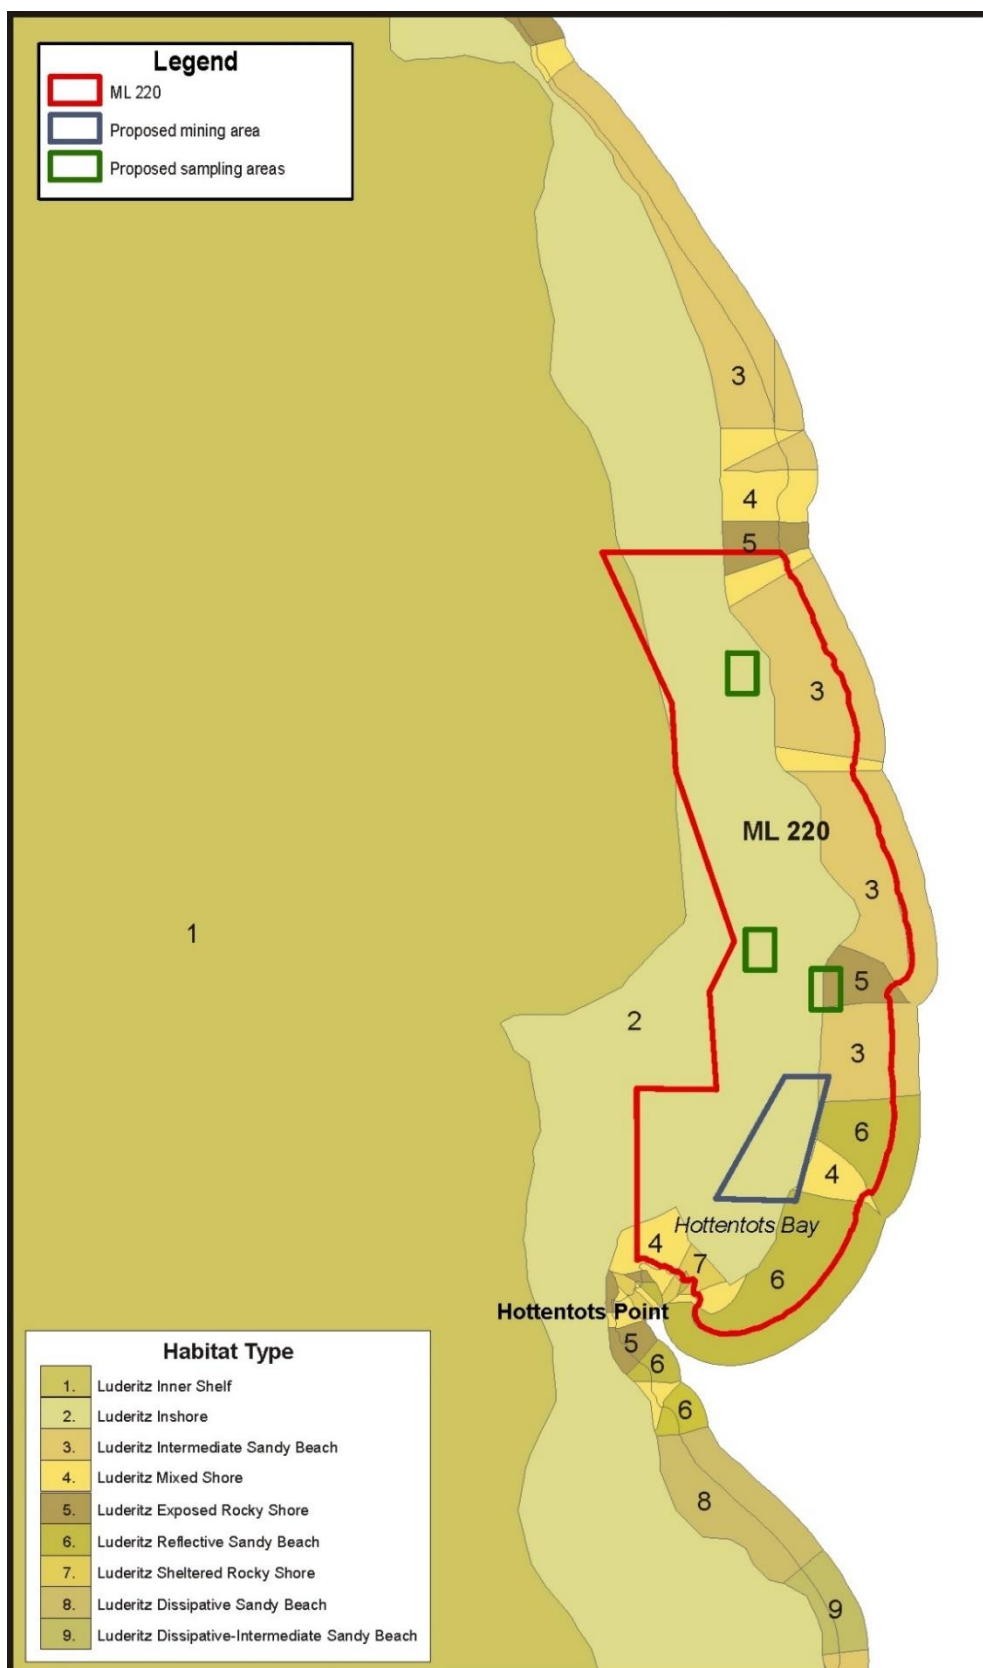 Legend
ML 220
Proposed mining area
Proposed sampling areas
3
4
5
3
ML 220
3
1
5
2
3
6
4
Hottentots Bay
4
7
6
Hottentots Point
5
6
6
8
9
Habitat Type
1. Luderitz Inner Shelf
2. Luderitz Inshore
3. Luderitz Intermediate Sandy Beach
4. Luderitz Mixed Shore
5. Luderitz Exposed Rocky Shore
6. Luderitz Reflective Sandy Beach
7. Luderitz Sheltered Rocky Shore
8. Luderitz Dissipative Sandy Beach
9. Luderitz Dissipative-Intermediate Sandy Beach